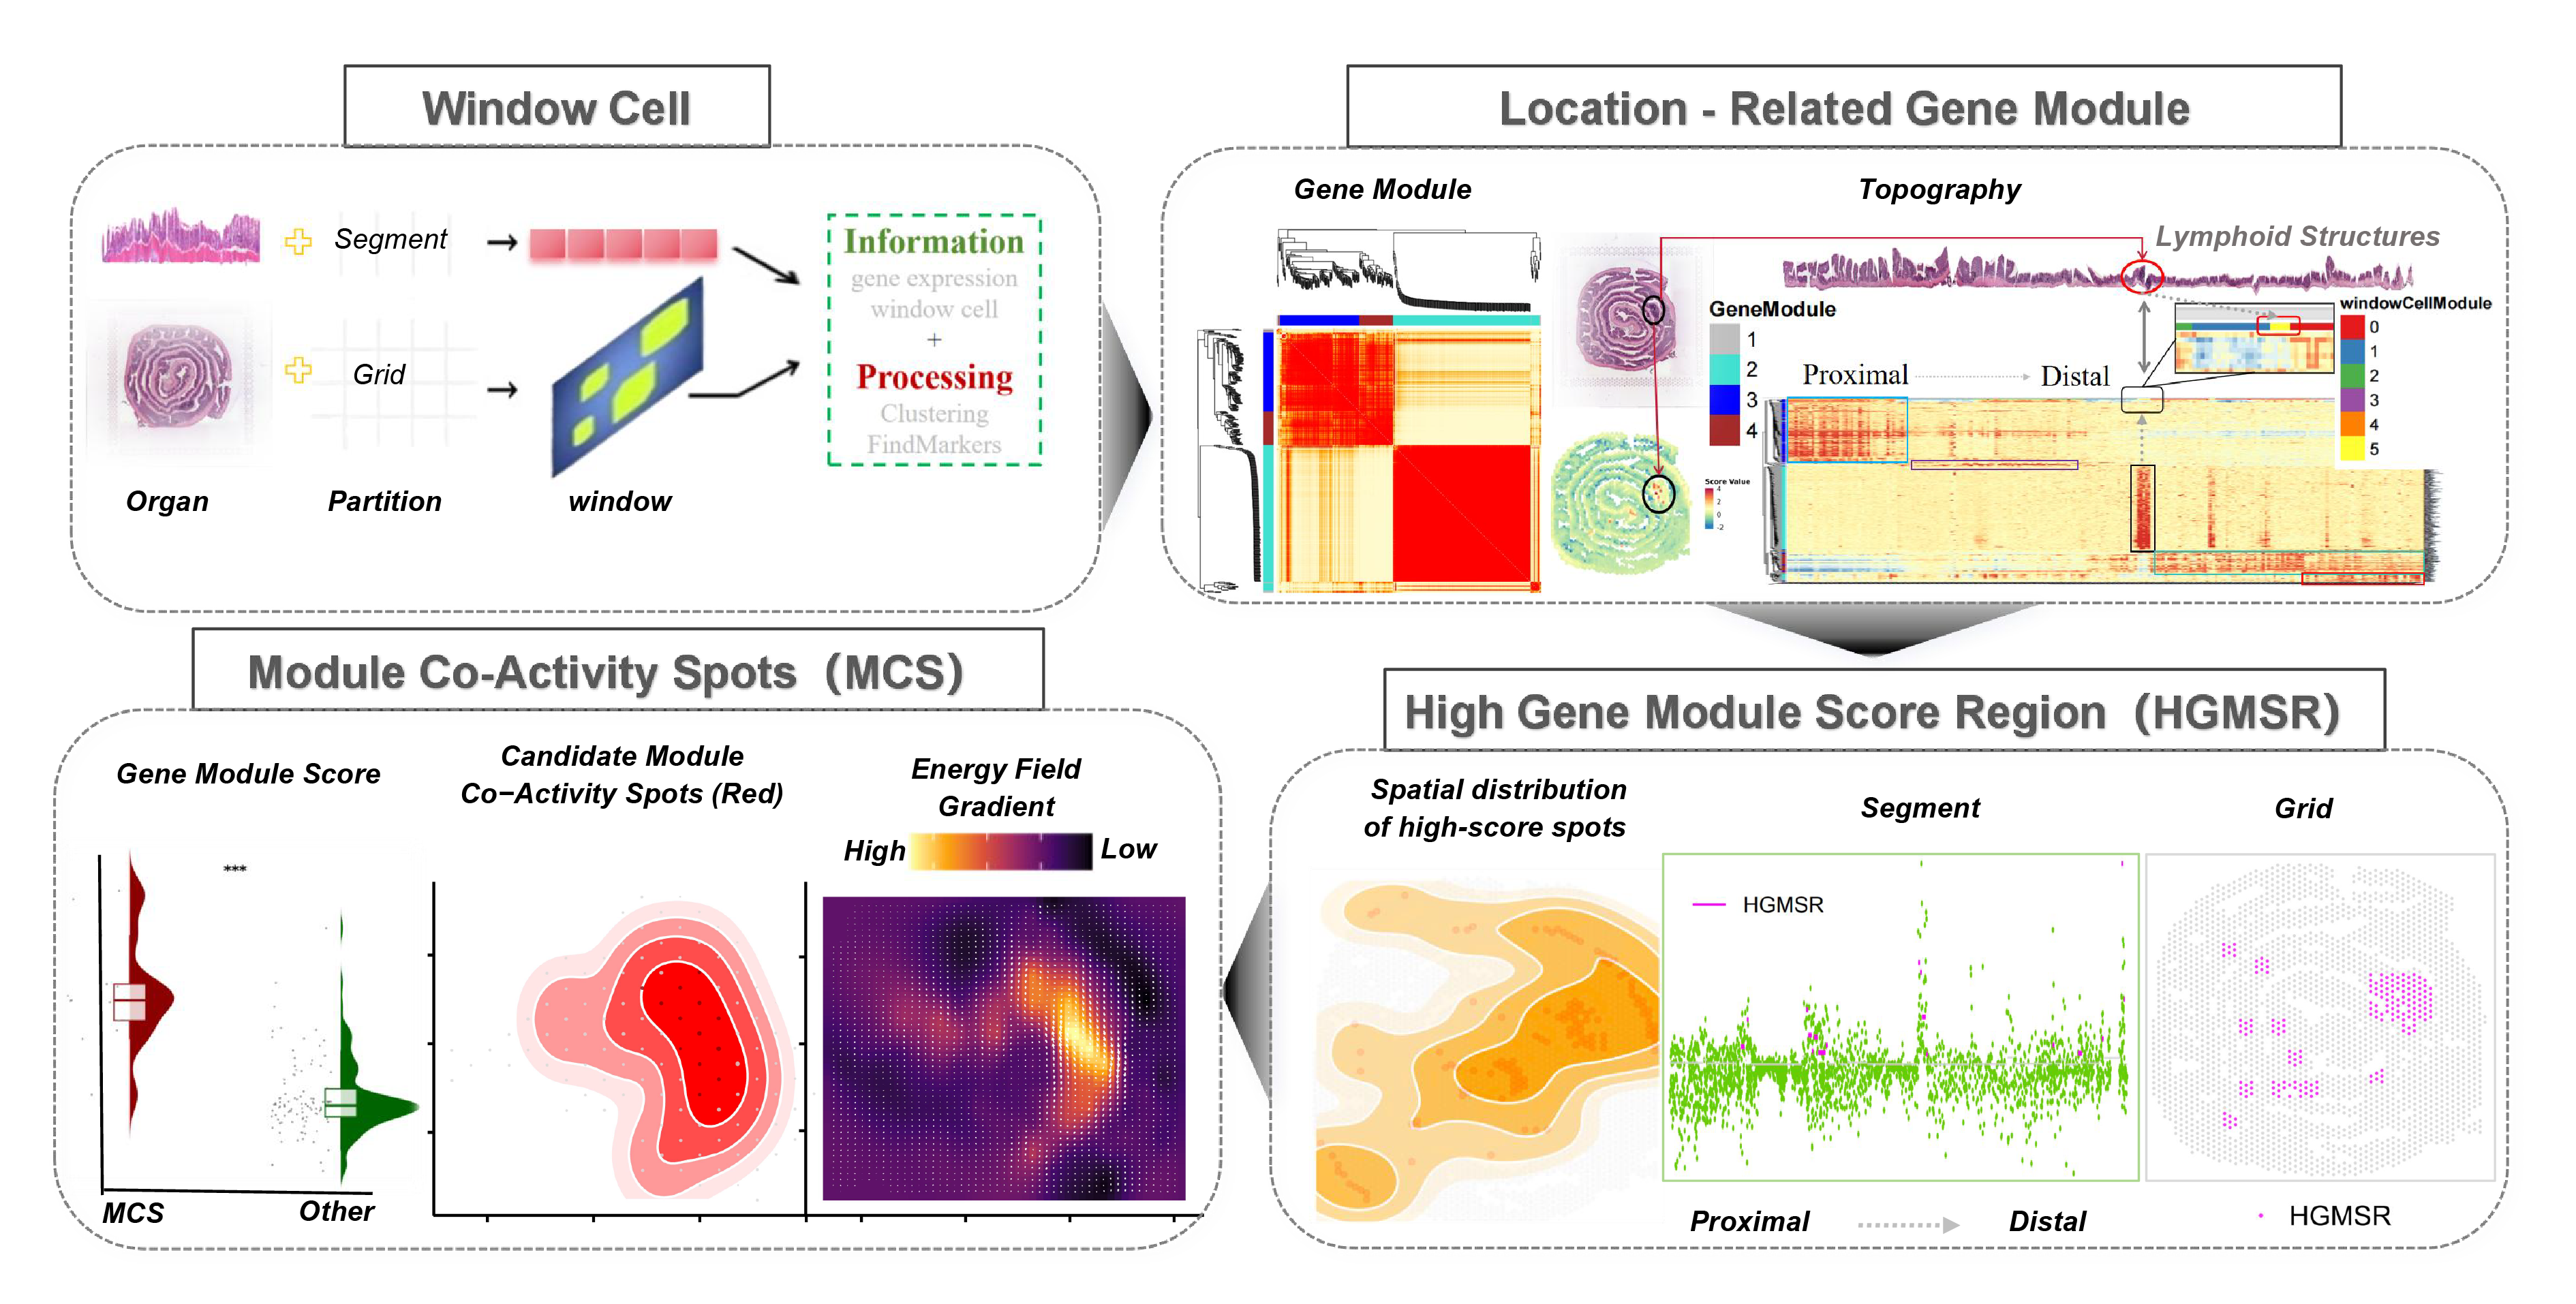 Window Cell
Segment
Grid
Organ
Partition
window
Information
gene expression
window cell
+
Processing
Clustering
FindMarkers
Location - Related Gene Module
Gene Module
Topography
Lymphoid Structures
GeneModule
1
2
3
4
Proximal
Distal
windowCellModule
0
1
2
3
4
5
Score Value
4
2
0
-2
Module Co-Activity Spots (MCS)
Gene Module Score
***
MCS
Other
Candidate Module
Co-Activity Spots (Red)
Energy Field
Gradient
High
Low
High Gene Module Score Region (HGMSR)
Spatial distribution
of high-score spots
Segment
HGMSR
Proximal
Distal
Grid
HGMSR